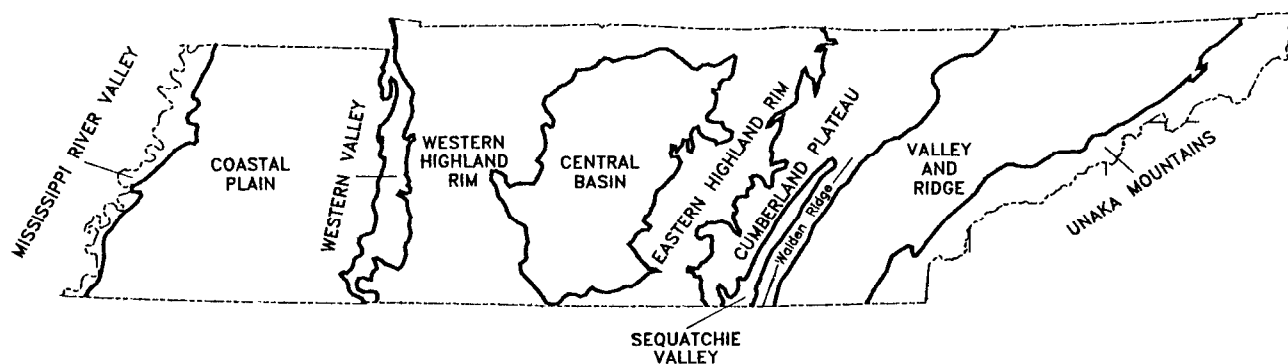 MISSISSIPPI RIVER VALLEY
COASTAL
PLAIN
WESTERN VALLEY
WESTERN
HIGHLAND
RIM
CENTRAL
BASIN
EASTERN HIGHLAND RIM
CUMBERLAND PLATEAU
Walden Ridge
SEQUATCHIE
VALLEY
VALLEY
AND
RIDGE
UNAKA MOUNTAINS